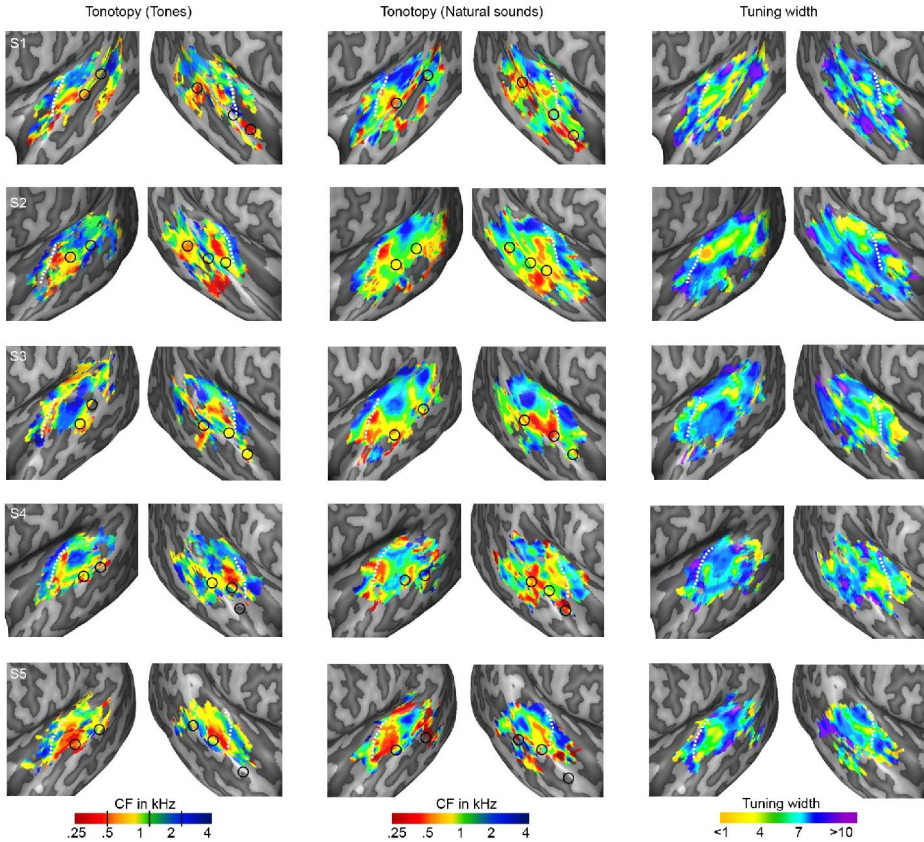 Tonotopy (Tones) Tonotopy (Natural sounds) Tuning width
S1
S2
S3
S4
S5
CF in kHz CF in kHz Tuning width
.25 .5 1 2 4 .25 .5 1 2 4 <1 4 7 >10